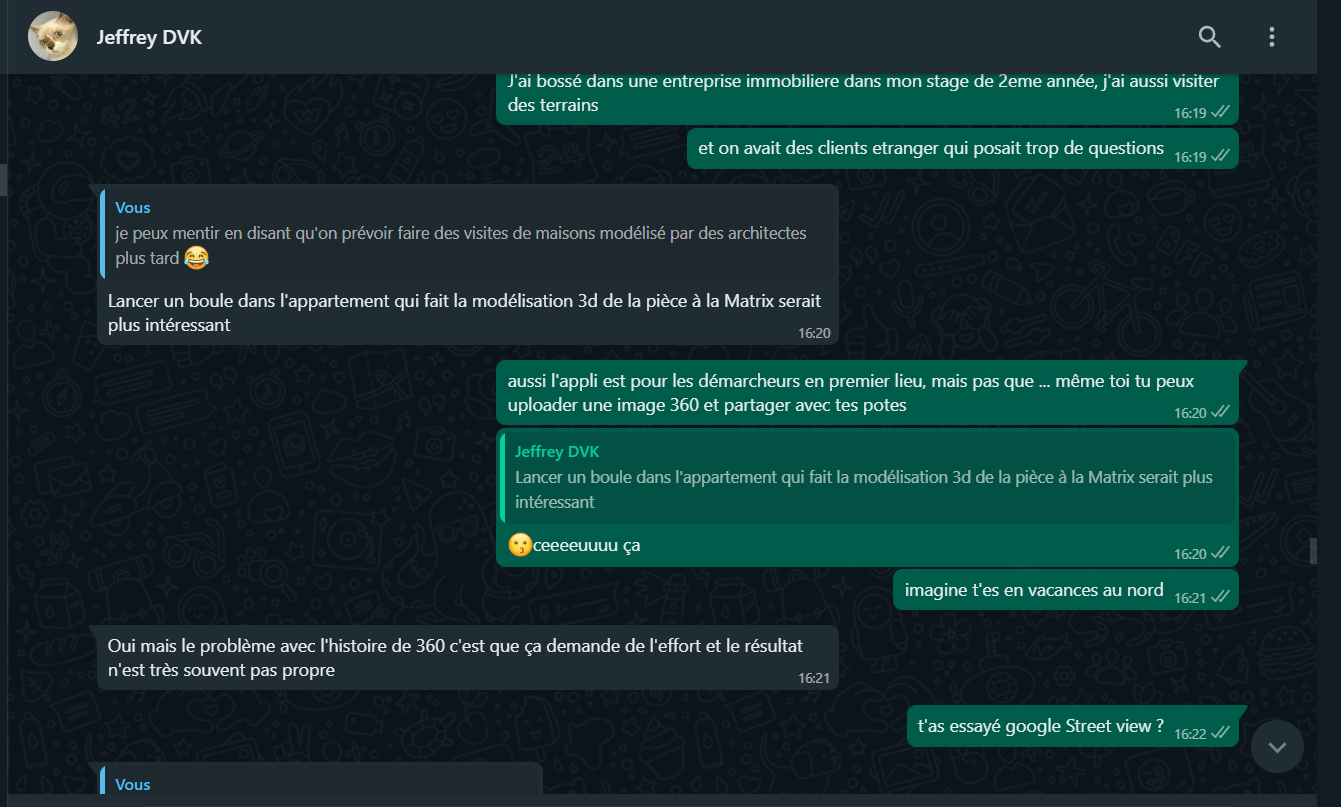 Jeffrey DVK
J'ai bossé dans une entreprise immobiliere dans mon stage de 2eme année, j'ai aussi visiter
des terrains
16:19
et on avait des clients etranger qui posait trop de questions
16:19
Vous
je peux mentir en disant qu'on prévoir faire des visites de maisons modélisé par des architectes
plus tard 😂
Lancer un boule dans l'appartement qui fait la modélisation 3d de la pièce à la Matrix serait
plus intéressant
16:20
aussi l'appli est pour les démarcheurs en premier lieu, mais pas que ... même toi tu peux
uploader une image 360 et partager avec tes potes
16:20
Jeffrey DVK
Lancer un boule dans l'appartement qui fait la modélisation 3d de la pièce à la Matrix serait plus
intéressant
😗ceeeeuuuu ça
16:20
imagine t'es en vacances au nord
16:21
Oui mais le problème avec l'histoire de 360 c'est que ça demande de l'effort et le résultat
n'est très souvent pas propre
16:21
t'as essayé google Street view ?
16:22
Vous